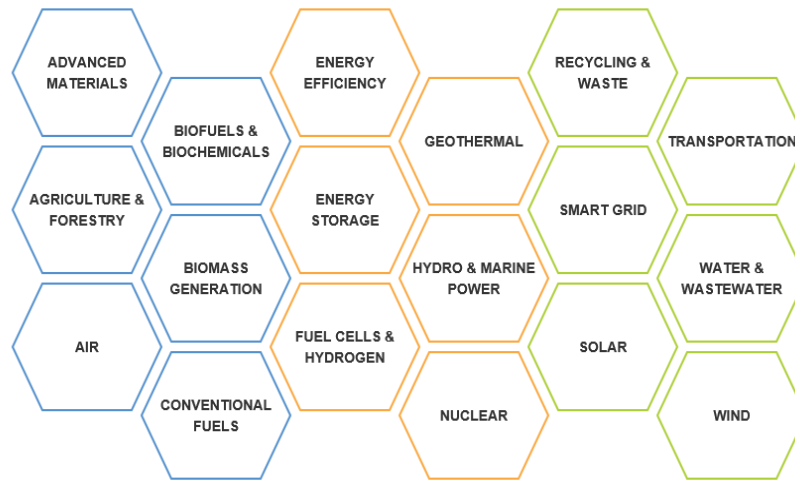 ADVANCED
MATERIALS
AGRICULTURE &
FORESTRY
AIR
BIOFUELS &
BIOCHEMICALS
BIOMASS
GENERATION
CONVENTIONAL
FUELS
ENERGY
EFFICIENCY
ENERGY
STORAGE
FUEL CELLS &
HYDROGEN
GEOTHERMAL
HYDRO & MARINE
POWER
NUCLEAR
RECYCLING &
WASTE
SMART GRID
SOLAR
TRANSPORTATION
WATER &
WASTEWATER
WIND